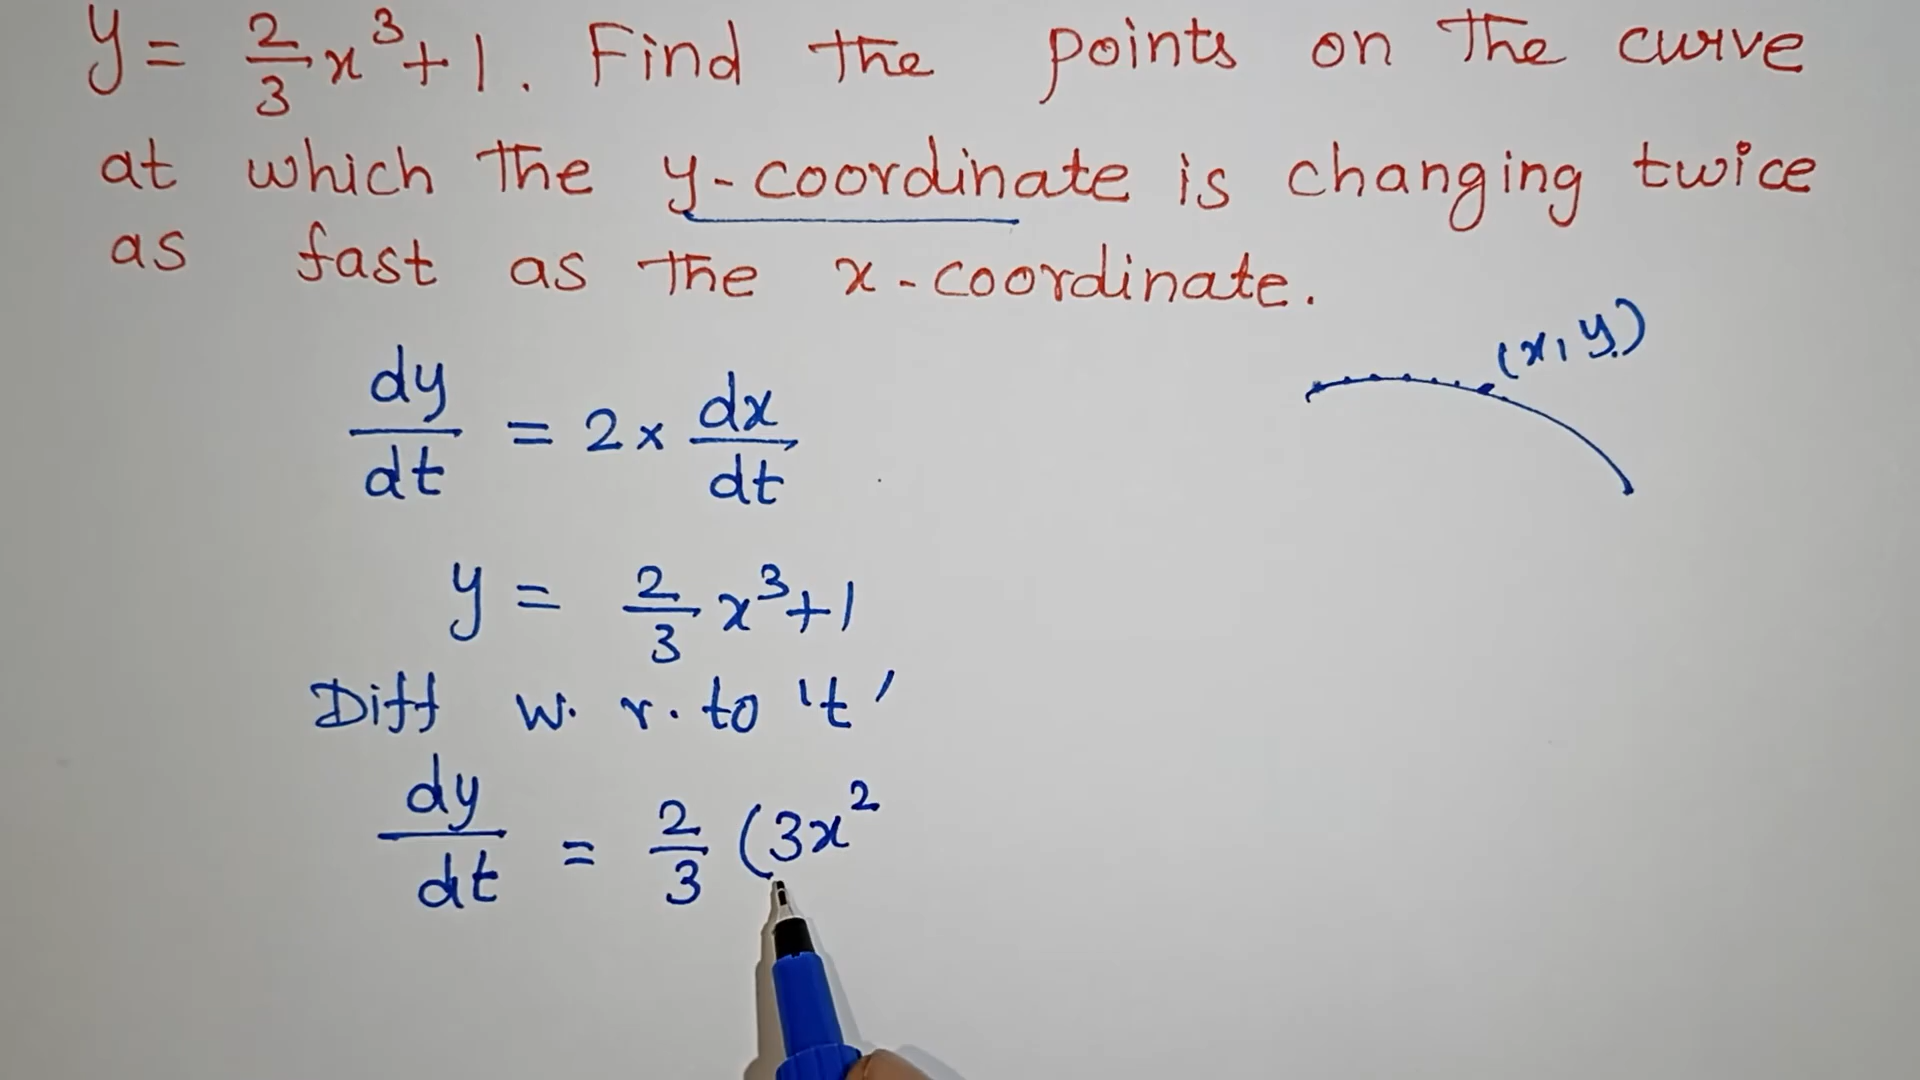 y = 2/3 x³+1. Find the points on the curve
at which the y-coordinate is changing twice
as fast as the x-coordinate.
(x, y)
dy/dt = 2 × dx/dt
y = 2/3 x³+1
Diff w. r. to 't'
dy/dt = 2/3 (3x²